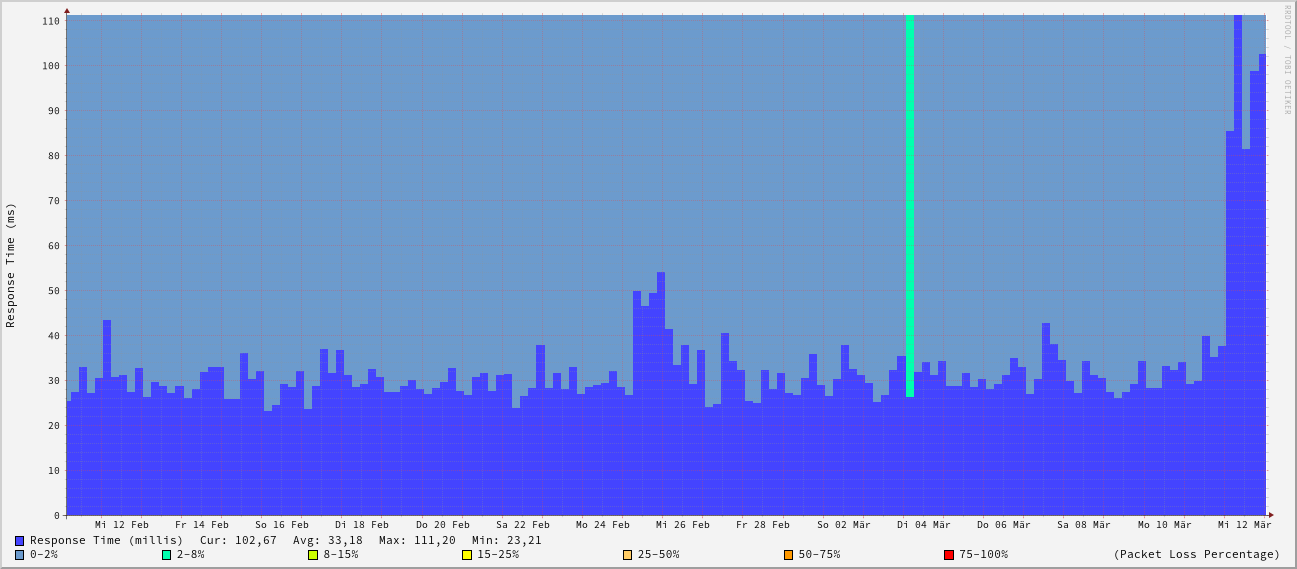 RRDTOOL / TOBI OETIKER
Response Time (ms)
110
100
90
80
70
60
50
40
30
20
10
0
Mi 12 Feb Fr 14 Feb So 16 Feb Di 18 Feb Do 20 Feb Sa 22 Feb Mo 24 Feb Mi 26 Feb Fr 28 Feb So 02 Mär Di 04 Mär Do 06 Mär Sa 08 Mär Mo 10 Mär Mi 12 Mär
Response Time (millis) Cur: 102,67 Avg: 33,18 Max: 111,20 Min: 23,21
0-2% 2-8% 8-15% 15-25% 25-50% 50-75% 75-100% (Packet Loss Percentage)